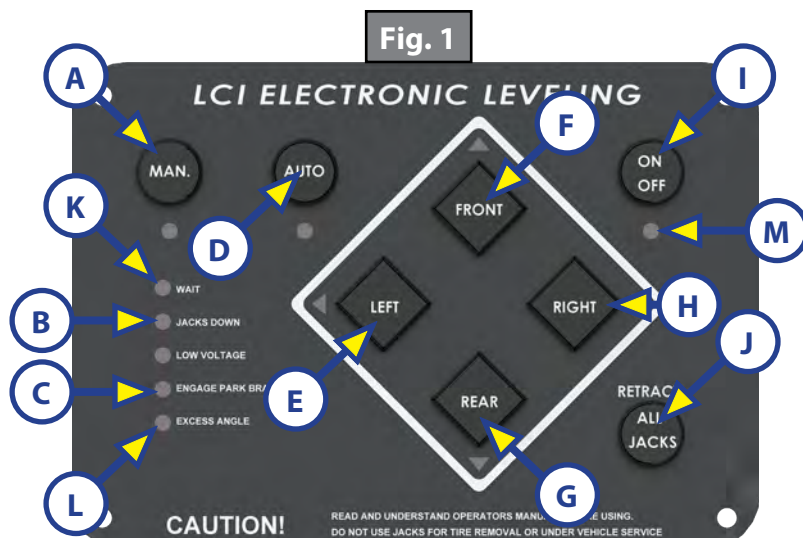 Fig. 1
LCI ELECTRONIC LEVELING
A
I
F
MAN.
AUTO
ON
OFF
FRONT
D
K
M
WAIT
LEFT
RIGHT
H
B
JACKS DOWN
E
J
LOW VOLTAGE
C
ENGAGE PARK
REAR
RETRAC
ALL
JACKS
EXCESS ANGLE
L
G
CAUTION!
READ AND UNDERSTAND OPERATORS USING.
DO NOT USE JACKS FOR TIRE REMOVAL OR UNDER VEHICLE SERVICE